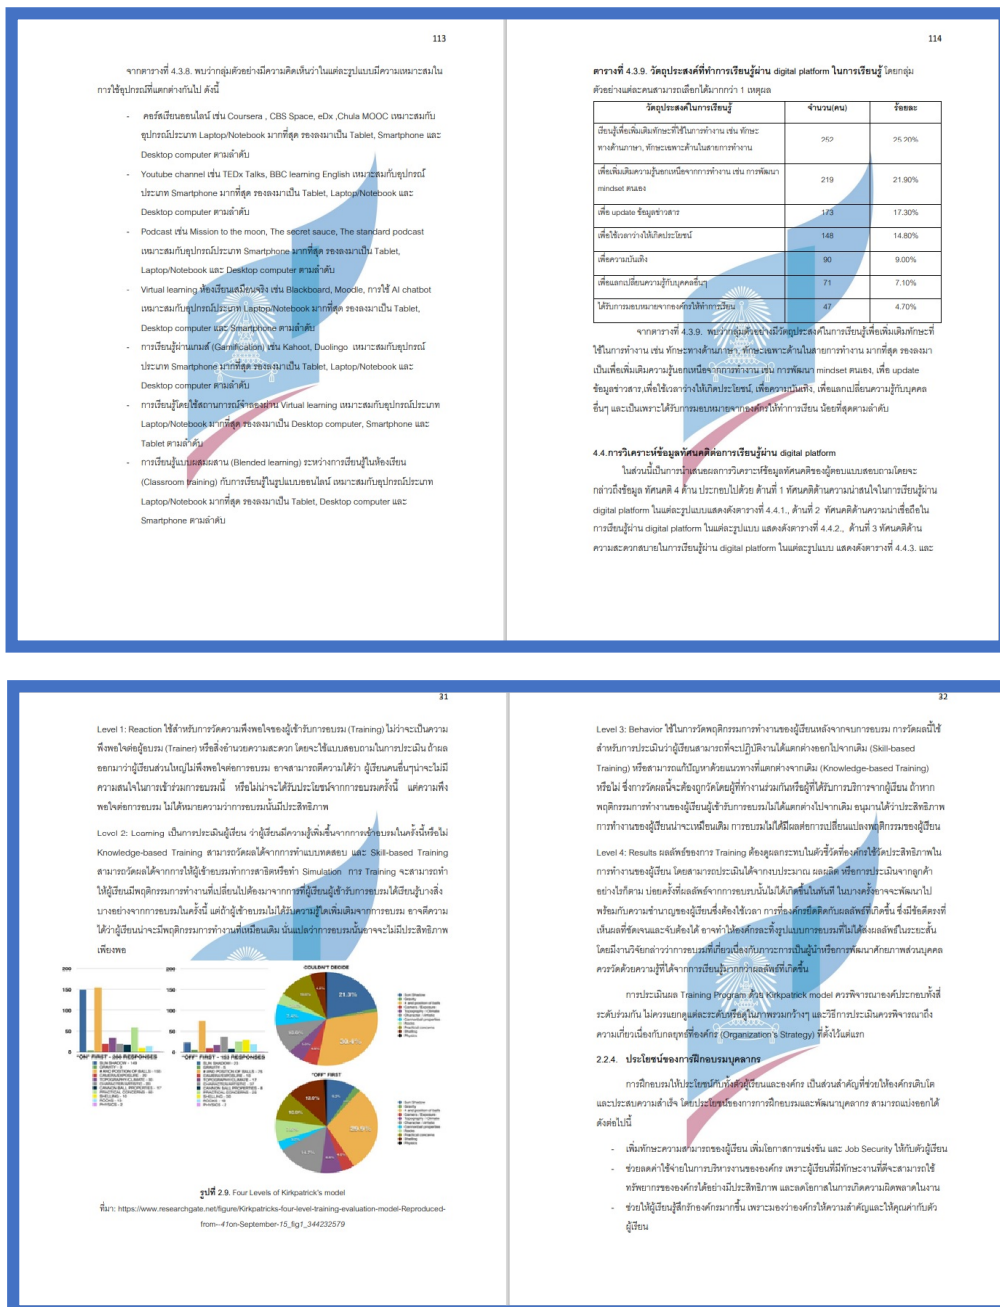 113
จากตารางที่ 4.3.8. พบว่ากลุ่มตัวอย่างมีความคิดเห็นว่าในแต่ละรูปแบบมีความเหมาะสมใน
การใช้อุปกรณ์ที่แตกต่างกันไป ดังนี้
- คอร์สเรียนออนไลน์ เช่น Coursera , CBS Space, eDx ,Chula MOOC เหมาะสมกับ
อุปกรณ์ประเภท Laptop/Notebook มากที่สุด รองลงมาเป็น Tablet, Smartphone และ
Desktop computer ตามลำดับ
- Youtube channel เช่น TEDx Talks, BBC learning English เหมาะสมกับอุปกรณ์
ประเภท Smartphone มากที่สุด รองลงมาเป็น Tablet, Laptop/Notebook และ
Desktop computer ตามลำดับ
- Podcast เช่น Mission to the moon, The secret sauce, The standard podcast
เหมาะสมกับอุปกรณ์ประเภท Smartphone มากที่สุด รองลงมาเป็น Tablet,
Laptop/Notebook และ Desktop computer ตามลำดับ
- Virtual learning ห้องเรียนเสมือนจริง เช่น Blackboard, Moodle, การใช้ AI chatbot
เหมาะสมกับอุปกรณ์ประเภท Laptop/Notebook มากที่สุด รองลงมาเป็น Tablet,
Desktop computer และ Smartphone ตามลำดับ
- การเรียนรู้ผ่านเกมส์ (Gamification) เช่น Kahoot, Duolingo เหมาะสมกับอุปกรณ์
ประเภท Smartphone มากที่สุด รองลงมาเป็น Tablet, Laptop/Notebook และ
Desktop computer ตามลำดับ
- การเรียนรู้โดยใช้สถานการณ์จำลองผ่าน Virtual learning เหมาะสมกับอุปกรณ์ประเภท
Laptop/Notebook มากที่สุด รองลงมาเป็น Desktop computer, Smartphone และ
Tablet ตามลำดับ
- การเรียนรู้แบบผสมผสาน (Blended learning) ระหว่างการเรียนรู้ในห้องเรียน
(Classroom training) กับการเรียนรู้ในรูปแบบออนไลน์ เหมาะสมกับอุปกรณ์ประเภท
Laptop/Notebook มากที่สุด รองลงมาเป็น Tablet, Desktop computer และ
Smartphone ตามลำดับ
114
ตารางที่ 4.3.9. วัตถุประสงค์ที่ทำการเรียนรู้ผ่าน digital platform ในการเรียนรู้ โดยกลุ่ม
ตัวอย่างแต่ละคนสามารถเลือกได้มากกว่า 1 เหตุผล
วัตถุประสงค์ในการเรียนรู้ จำนวน(คน) ร้อยละ
เรียนรู้เพื่อเพิ่มเติมทักษะที่ใช้ในการทำงาน เช่น ทักษะ
ทางด้านภาษา, ทักษะเฉพาะด้านในสายการทำงาน 252 25.20%
เพื่อเพิ่มเติมความรู้นอกเหนือจากการทำงาน เช่น การพัฒนา
mindset ตนเอง 219 21.90%
เพื่อ update ข้อมูลข่าวสาร 173 17.30%
เพื่อใช้เวลาว่างให้เกิดประโยชน์ 148 14.80%
เพื่อความบันเทิง 90 9.00%
เพื่อแลกเปลี่ยนความรู้กับบุคคลอื่นๆ 71 7.10%
ได้รับการมอบหมายจากองค์กรให้ทำการเรียน 47 4.70%
จากตารางที่ 4.3.9. พบว่ากลุ่มตัวอย่างมีวัตถุประสงค์ในการเรียนรู้เพื่อเพิ่มเติมทักษะที่
ใช้ในการทำงาน เช่น ทักษะทางด้านภาษา, ทักษะเฉพาะด้านในสายการทำงาน มากที่สุด รองลงมา
เป็นเพื่อเพิ่มเติมความรู้นอกเหนือจากการทำงาน เช่น การพัฒนา mindset ตนเอง, เพื่อ update
ข้อมูลข่าวสาร,เพื่อใช้เวลาว่างให้เกิดประโยชน์, เพื่อความบันเทิง, เพื่อแลกเปลี่ยนความรู้กับบุคคล
อื่นๆ และเป็นเพราะได้รับการมอบหมายจากองค์กรให้ทำการเรียน น้อยที่สุดตามลำดับ
4.4.การวิเคราะห์ข้อมูลทัศนคติต่อการเรียนรู้ผ่าน digital platform
ในส่วนนี้เป็นการนำเสนอผลการวิเคราะห์ข้อมูลทัศนคติของผู้ตอบแบบสอบถามโดยจะ
กล่าวถึงข้อมูล ทัศนคติ 4 ด้าน ประกอบไปด้วย ด้านที่ 1 ทัศนคติด้านความน่าสนใจในการเรียนรู้ผ่าน
digital platform ในแต่ละรูปแบบแสดงดังตารางที่ 4.4.1., ด้านที่ 2 ทัศนคติด้านความน่าเชื่อถือใน
การเรียนรู้ผ่าน digital platform ในแต่ละรูปแบบ แสดงดังตารางที่ 4.4.2., ด้านที่ 3 ทัศนคติด้าน
ความสะดวกสบายในการเรียนรู้ผ่าน digital platform ในแต่ละรูปแบบ แสดงดังตารางที่ 4.4.3. และ
31
Level 1: Reaction ใช้สำหรับการวัดความพึงพอใจของผู้เข้ารับการอบรม (Training) ไม่ว่าจะเป็นความ
พึงพอใจต่อผู้อบรม (Trainer) หรือสิ่งอำนวยความสะดวก โดยจะใช้แบบสอบถามในการประเมิน ถ้าผล
ออกมาว่าผู้เรียนส่วนใหญ่ไม่พึงพอใจต่อการอบรม อาจสามารถตีความได้ว่า ผู้เรียนคนอื่นๆน่าจะไม่มี
ความสนใจในการเข้าร่วมการอบรมนี้ หรือไม่น่าจะได้รับประโยชน์จากการอบรมครั้งนี้ แต่ความพึง
พอใจต่อการอบรม ไม่ได้หมายความว่าการอบรมนั้นมีประสิทธิภาพ
Level 2: Learning เป็นการประเมินผู้เรียน ว่าผู้เรียนมีความรู้เพิ่มขึ้นจากการเข้าอบรมในครั้งนี้หรือไม่
Knowledge-based Training สามารถวัดผลได้จากการทำแบบทดสอบ และ Skill-based Training
สามารถวัดผลได้จากการให้ผู้เข้าอบรมทำการสาธิตหรือทำ Simulation การ Training จะสามารถทำ
ให้ผู้เรียนมีพฤติกรรมการทำงานที่เปลี่ยนไปต้องมาจากการที่ผู้เรียนผู้เข้ารับการอบรมได้เรียนรู้บางสิ่ง
บางอย่างจากการอบรมในครั้งนี้ แต่ถ้าผู้เข้าอบรมไม่ได้รับความรู้ใดเพิ่มเติมจากการอบรม อาจตีความ
ได้ว่าผู้เรียนน่าจะมีพฤติกรรมการทำงานที่เหมือนเดิม นั่นแปลว่าการอบรมนั้นอาจจะไม่มีประสิทธิภาพ
เพียงพอ
200
150
100
50
0
"ON" FIRST - 299 RESPONSES
200
150
100
50
0
"OFF" FIRST - 103 RESPONSES
COULDN'T DECIDE
21.3%
"OFF" FIRST
รูปที่ 2.9. Four Levels of Kirkpatrick's model
ที่มา: https://www.researchgate.net/figure/Kirkpatricks-four-level-training-evaluation-model-Reproduced-
from--41on-September-15_fig1_344232579
32
Level 3: Behavior ใช้ในการวัดพฤติกรรมการทำงานของผู้เรียนหลังจากจบการอบรม การวัดผลนี้ใช้
สำหรับการประเมินว่าผู้เรียนสามารถที่จะปฏิบัติงานได้แตกต่างออกไปจากเดิม (Skill-based
Training) หรือสามารถแก้ปัญหาด้วยแนวทางที่แตกต่างจากเดิม (Knowledge-based Training)
หรือไม่ ซึ่งการวัดผลนี้จะต้องถูกวัดโดยผู้ที่ทำงานร่วมกันหรือผู้ที่ได้รับการบริการจากผู้เรียน ถ้าหาก
พฤติกรรมการทำงานของผู้เรียนผู้เข้ารับการอบรมไม่ได้แตกต่างไปจากเดิม อนุมานได้ว่าประสิทธิภาพ
การทำงานของผู้เรียนน่าจะเหมือนเดิม การอบรมไม่ได้มีผลต่อการเปลี่ยนแปลงพฤติกรรมของผู้เรียน
Level 4: Results ผลลัพธ์ของการ Training ต้องดูผลกระทบในตัวชี้วัดที่องค์กรใช้วัดประสิทธิภาพใน
การทำงานของผู้เรียน โดยสามารถประเมินได้จากงบประมาณ ผลผลิต หรือการประเมินจากลูกค้า
อย่างไรก็ตาม บ่อยครั้งที่ผลลัพธ์จากการอบรบนั้นไม่ได้เกิดขึ้นในทันที ในบางครั้งอาจจะพัฒนาไป
พร้อมกับความชำนาญของผู้เรียนซึ่งต้องใช้เวลา การที่องค์กรยึดติดกับผลลัพธ์ที่เกิดขึ้น ซึ่งมีข้อดีตรงที่
เห็นผลที่ชัดเจนและจับต้องได้ อาจทำให้องค์กรละทิ้งรูปแบบการอบรมที่ไม่ได้ส่งผลลัพธ์ในระยะสั้น
โดยมีงานวิจัยกล่าวว่าการอบรมที่เกี่ยวเนื่องกับภาวะการเป็นผู้นำหรือการพัฒนาศักยภาพส่วนบุคคล
ควรวัดด้วยความรู้ที่ได้จากการเรียนรู้มากกว่าผลลัพธ์ที่เกิดขึ้น
การประเมินผล Training Program ด้วย Kirkpatrick model ควรพิจารณาองค์ประกอบทั้งสี่
ระดับร่วมกัน ไม่ควรแยกดูแต่ละระดับหรือดูในภาพรวมกว้างๆ และวิธีการประเมินควรพิจารณาถึง
ความเกี่ยวเนื่องกับกลยุทธ์ที่องค์กร (Organization's Strategy) ที่ตั้งไว้แต่แรก
2.2.4. ประโยชน์ของการฝึกอบรมบุคลากร
การฝึกอบรมให้ประโยชน์กับทั้งตัวผู้เรียนและองค์กร เป็นส่วนสำคัญที่ช่วยให้องค์กรเติบโต
และประสบความสำเร็จ โดยประโยชน์ของการการฝึกอบรมและพัฒนาบุคลากร สามารถแบ่งออกได้
ดังต่อไปนี้
- เพิ่มทักษะความสามารถของผู้เรียน เพิ่มโอกาสการแข่งขัน และ Job Security ให้กับตัวผู้เรียน
- ช่วยลดค่าใช้จ่ายในการบริหารงานขององค์กร เพราะผู้เรียนที่มีทักษะงานที่ดีจะสามารถใช้
ทรัพยากรขององค์กรได้อย่างมีประสิทธิภาพ และลดโอกาสในการเกิดความผิดพลาดในงาน
- ช่วยให้ผู้เรียนรู้สึกรักองค์กรมากขึ้น เพราะมองว่าองค์กรให้ความสำคัญและให้คุณค่ากับตัว
ผู้เรียน